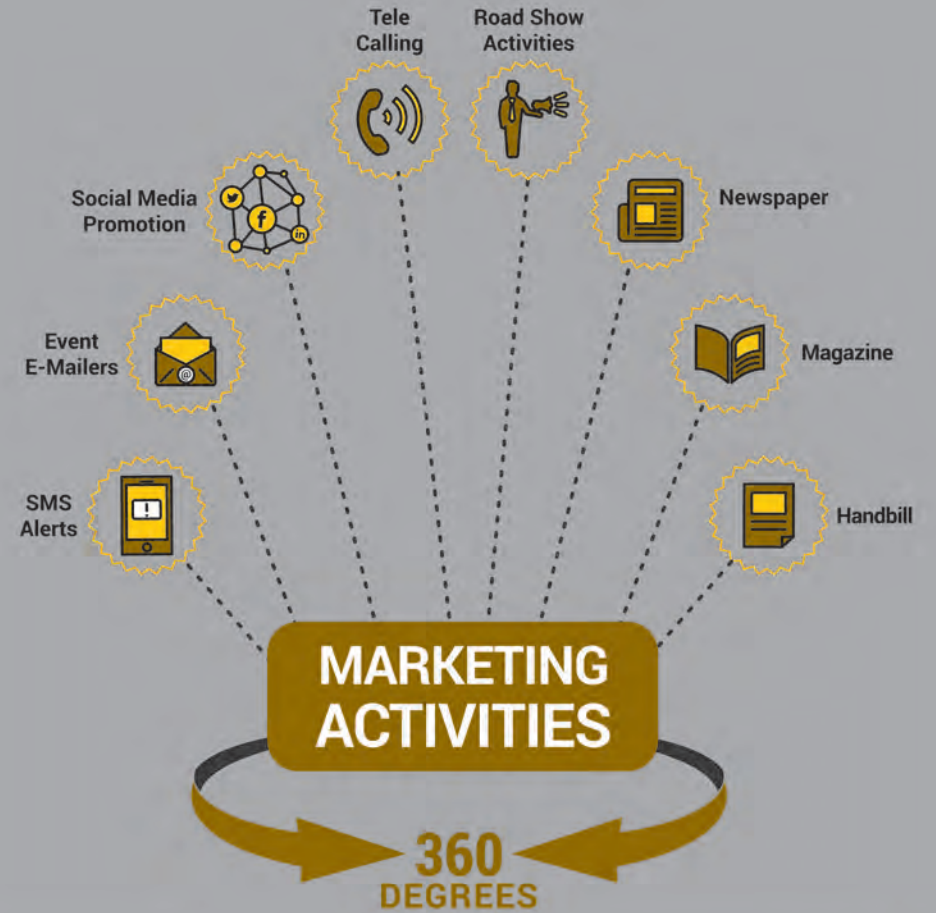 Tele
Calling
Road Show
Activities
Social Media
Promotion
f
in
Newspaper
Event
E-Mailers
@
Magazine
SMS
Alerts
!
Handbill
MARKETING
ACTIVITIES
360
DEGREES